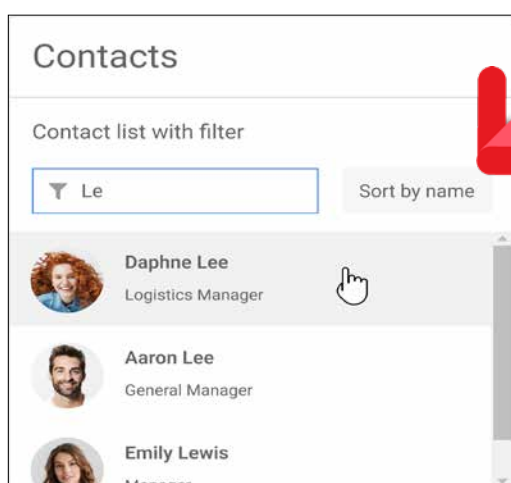 Contacts
Contact list with filter
Le
Sort by name
Daphne Lee
Logistics Manager
Aaron Lee
General Manager
Emily Lewis